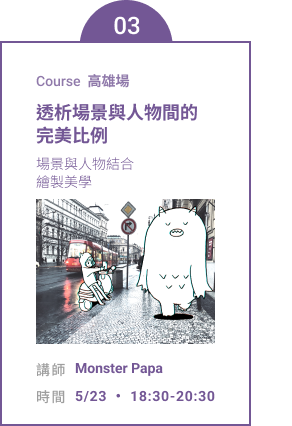 03
Course 高雄場
透析場景與人物間的
完美比例
場景與人物結合
繪製美學
講師 Monster Papa
時間 5/23 • 18:30-20:30